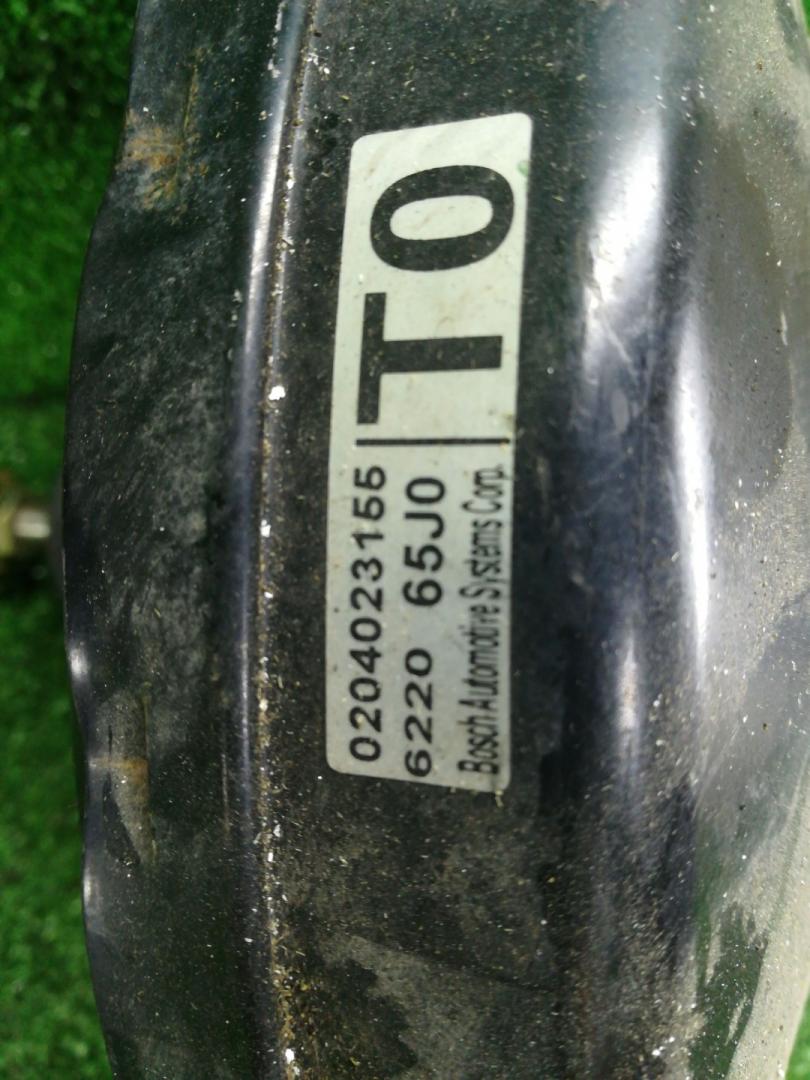 0204023155
6220 65J0
Bosch Automotive Systems Corp.
TO